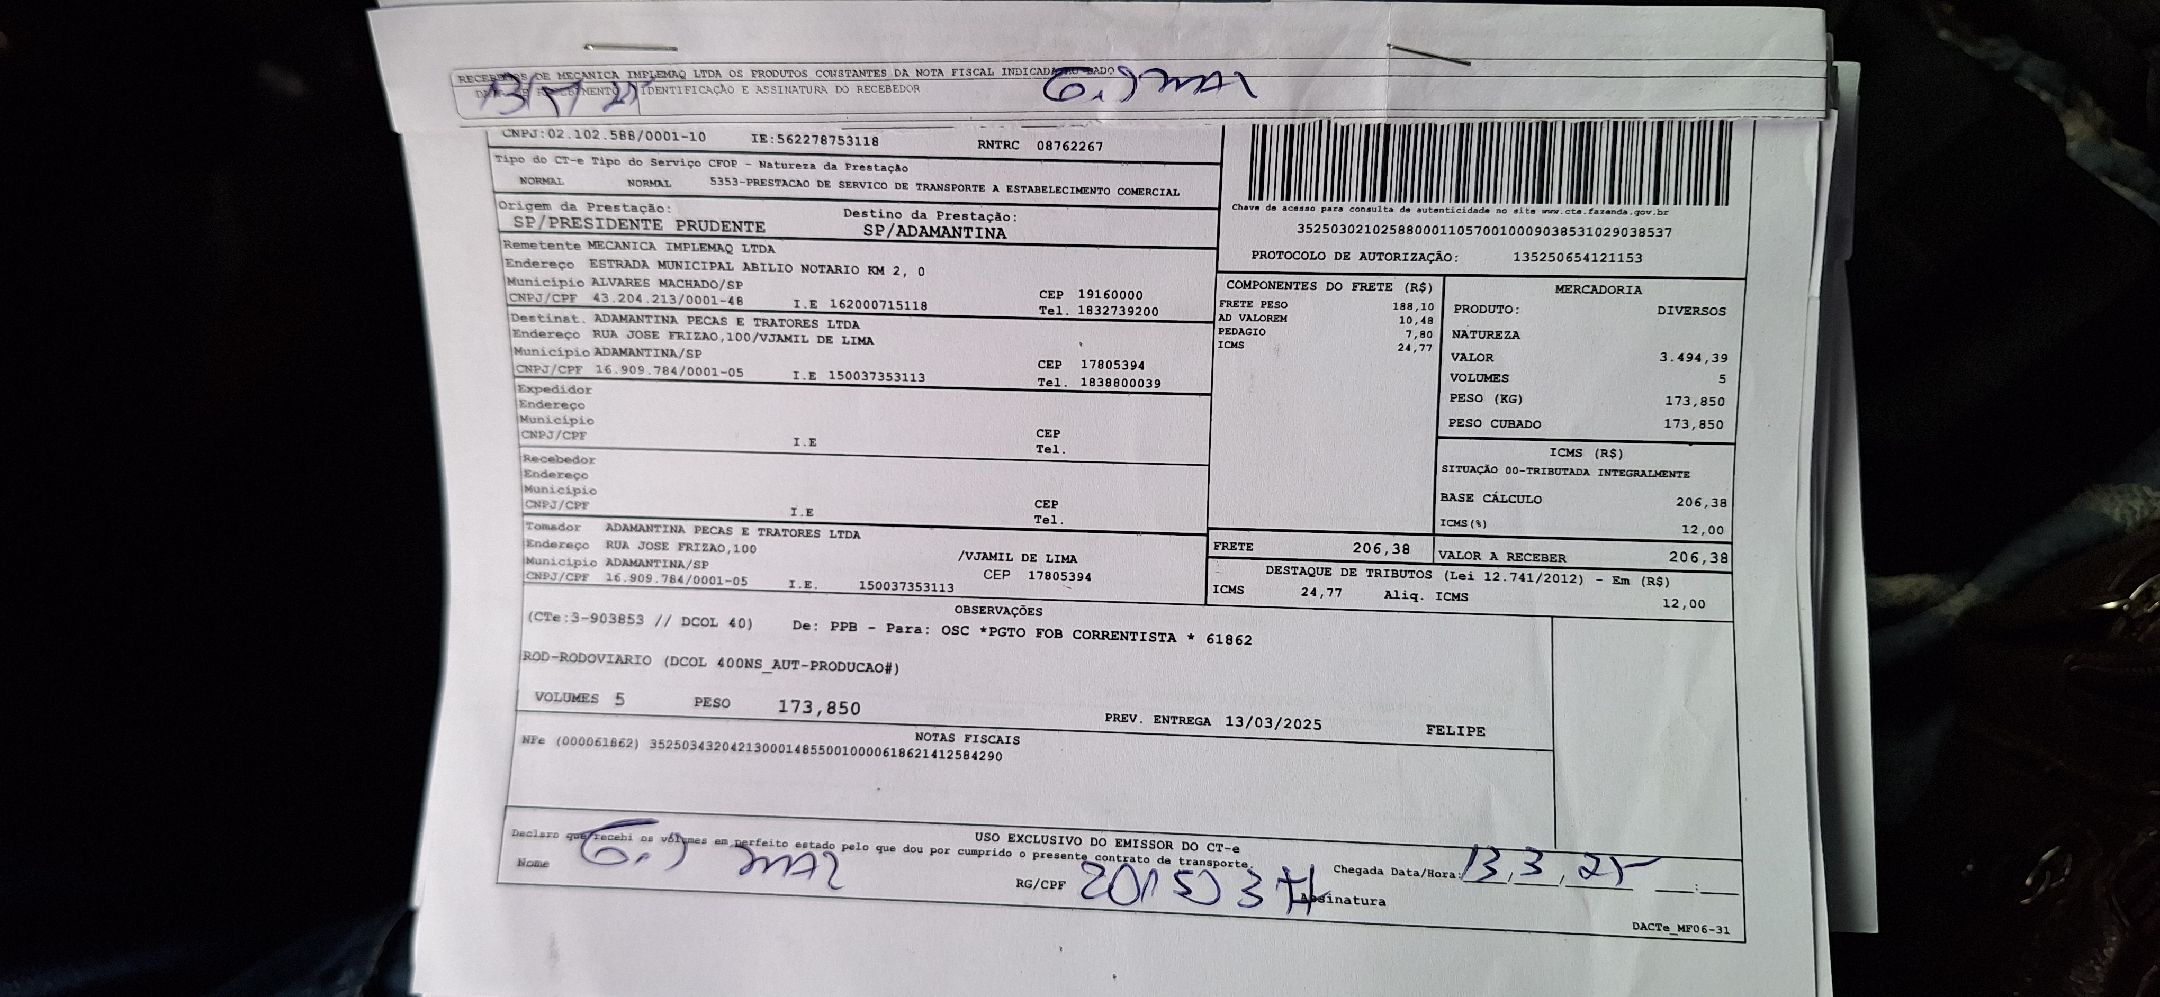 RECEBEMOS DE MECANICA IMPLEMAQ LTDA OS PRODUTOS CONSTANTES DA NOTA FISCAL INDICADA AO LADO
IDENTIFICAÇÃO E ASSINATURA DO RECEBEDOR
CNPJ:02.102.588/0001-10 IE:562278753118 RNTRC 08762267
Tipo do CT-e Tipo do Serviço CFOP - Natureza da Prestação
NORMAL NORMAL 5353-PRESTACAO DE SERVICO DE TRANSPORTE A ESTABELECIMENTO COMERCIAL
Origem da Prestação: Destino da Prestação:
SP/PRESIDENTE PRUDENTE SP/ADAMANTINA
Remetente MECANICA IMPLEMAQ LTDA
Endereço ESTRADA MUNICIPAL ABILIO NOTARIO KM 2, 0
Município ALVARES MACHADO/SP CEP 19160000
CNPJ/CPF 43.204.213/0001-48 I.E 162000715118 Tel. 1832739200
Destinat. ADAMANTINA PECAS E TRATORES LTDA
Endereço RUA JOSE FRIZAO,100/VJAMIL DE LIMA
Município ADAMANTINA/SP CEP 17805394
CNPJ/CPF 16.909.784/0001-05 I.E 150037353113 Tel. 1838800039
Expedidor
Endereço
Município CEP
CNPJ/CPF I.E Tel.
Recebedor
Endereço
Município CEP
CNPJ/CPF I.E Tel.
Tomador ADAMANTINA PECAS E TRATORES LTDA
Endereço RUA JOSE FRIZAO,100 /VJAMIL DE LIMA
Município ADAMANTINA/SP CEP 17805394
CNPJ/CPF 16.909.784/0001-05 I.E. 150037353113
Chave de acesso para consulta de autenticidade no site www.cte.fazenda.gov.br
35250302102588000110570010009038531029038537
PROTOCOLO DE AUTORIZAÇÃO: 135250654121153
COMPONENTES DO FRETE (R$)
FRETE PESO 188,10
AD VALOREM 10,48
PEDAGIO 7,80
ICMS 24,77
MERCADORIA
PRODUTO: DIVERSOS
NATUREZA
VALOR 3.494,39
VOLUMES 5
PESO (KG) 173,850
PESO CUBADO 173,850
ICMS (R$)
SITUAÇÃO 00-TRIBUTADA INTEGRALMENTE
BASE CÁLCULO 206,38
ICMS(%) 12,00
FRETE 206,38 VALOR A RECEBER 206,38
DESTAQUE DE TRIBUTOS (Lei 12.741/2012) - Em (R$)
ICMS 24,77 Aliq. ICMS 12,00
OBSERVAÇÕES
(CTe:3-903853 // DCOL 40) De: PPB - Para: OSC *PGTO FOB CORRENTISTA * 61862
ROD-RODOVIARIO (DCOL 400NS_AUT-PRODUCAO#)
VOLUMES 5 PESO 173,850 PREV. ENTREGA 13/03/2025 FELIPE
NOTAS FISCAIS
NFe (000061862) 35250343204213000148550010000618621412584290
USO EXCLUSIVO DO EMISSOR DO CT-e
Declaro que recebi os volumes em perfeito estado pelo que dou por cumprido o presente contrato de transporte.
Nome RG/CPF Assinatura
Chegada Data/Hora: 13,3,25 :
DACTe_MF06-31